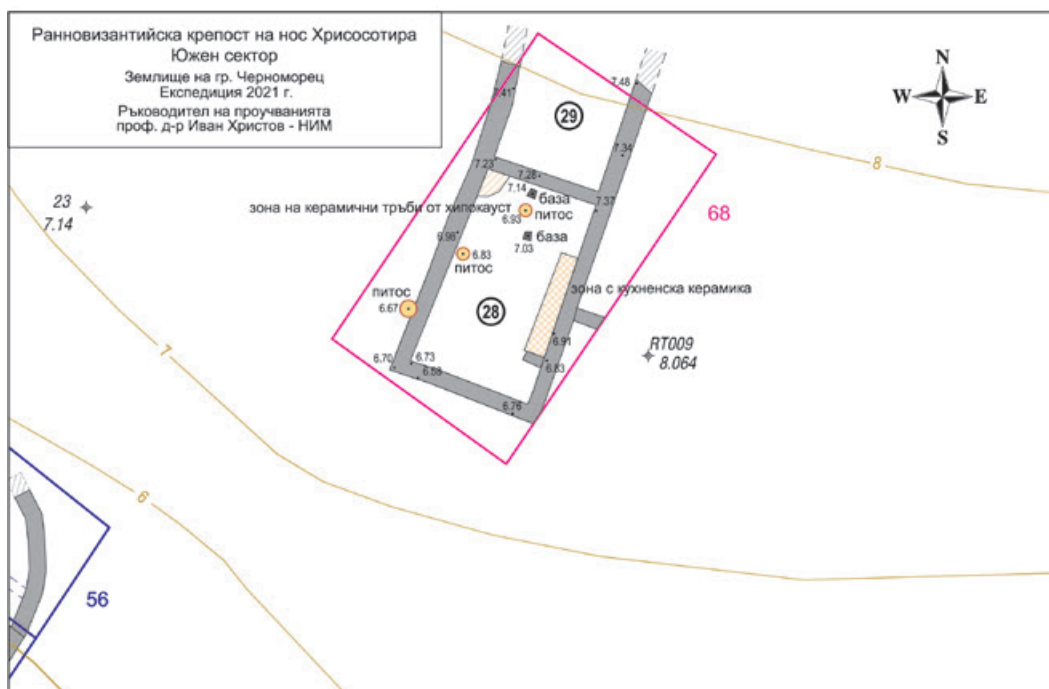 Ранновизантийска крепост на нос Хрисосотира
Южен сектор
Землище на гр. Черноморец
Експедиция 2021 г.
Ръководител на проучванията
проф. д-р Иван Христов - НИМ
N
W E
S
7.41
7.48
29
7.34
8
7.23
7.28
7.14
база
23
7.14
зона на керамични тръби от хипокауст
6.93
питос
7.37
68
6.98
база
7.03
6.83
питос
питос
6.67
28
зона с кухненска керамика
6.91
RT009
8.064
7
6.70
6.73
6.58
6.83
6.76
6
56